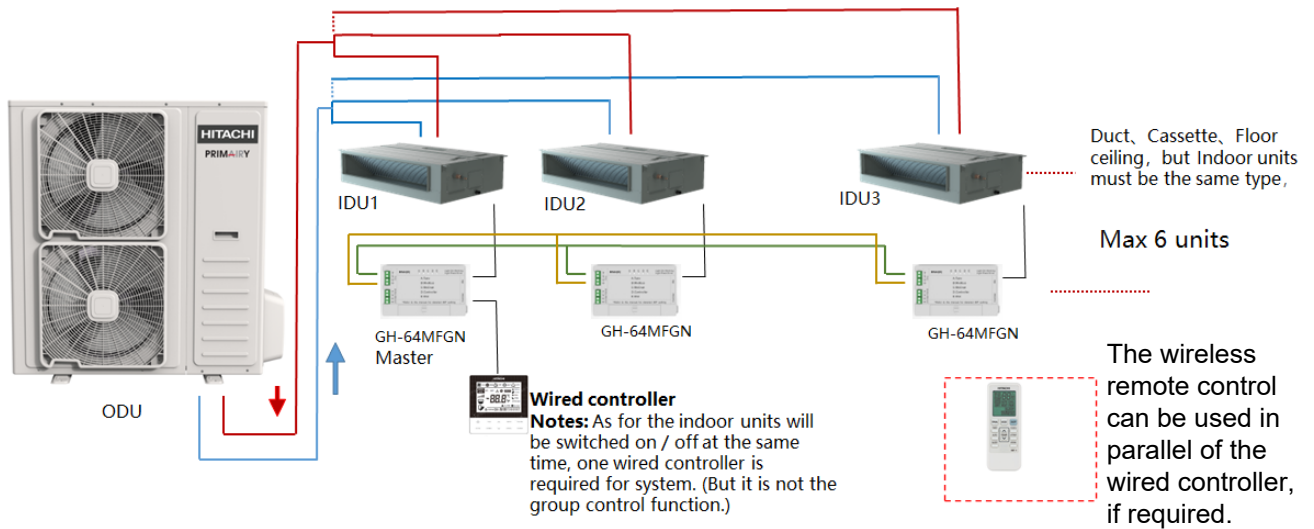 HITACHI
PRIMAIRY
ODU
IDU1
IDU2
IDU3
Duct、Cassette、Floor
ceiling，but Indoor units
must be the same type，
Max 6 units
GH-64MFGN
Master
GH-64MFGN
GH-64MFGN
Wired controller
Notes: As for the indoor units will
be switched on / off at the same
time, one wired controller is
required for system. (But it is not the
group control function.)
The wireless
remote control
can be used in
parallel of the
wired controller,
if required.